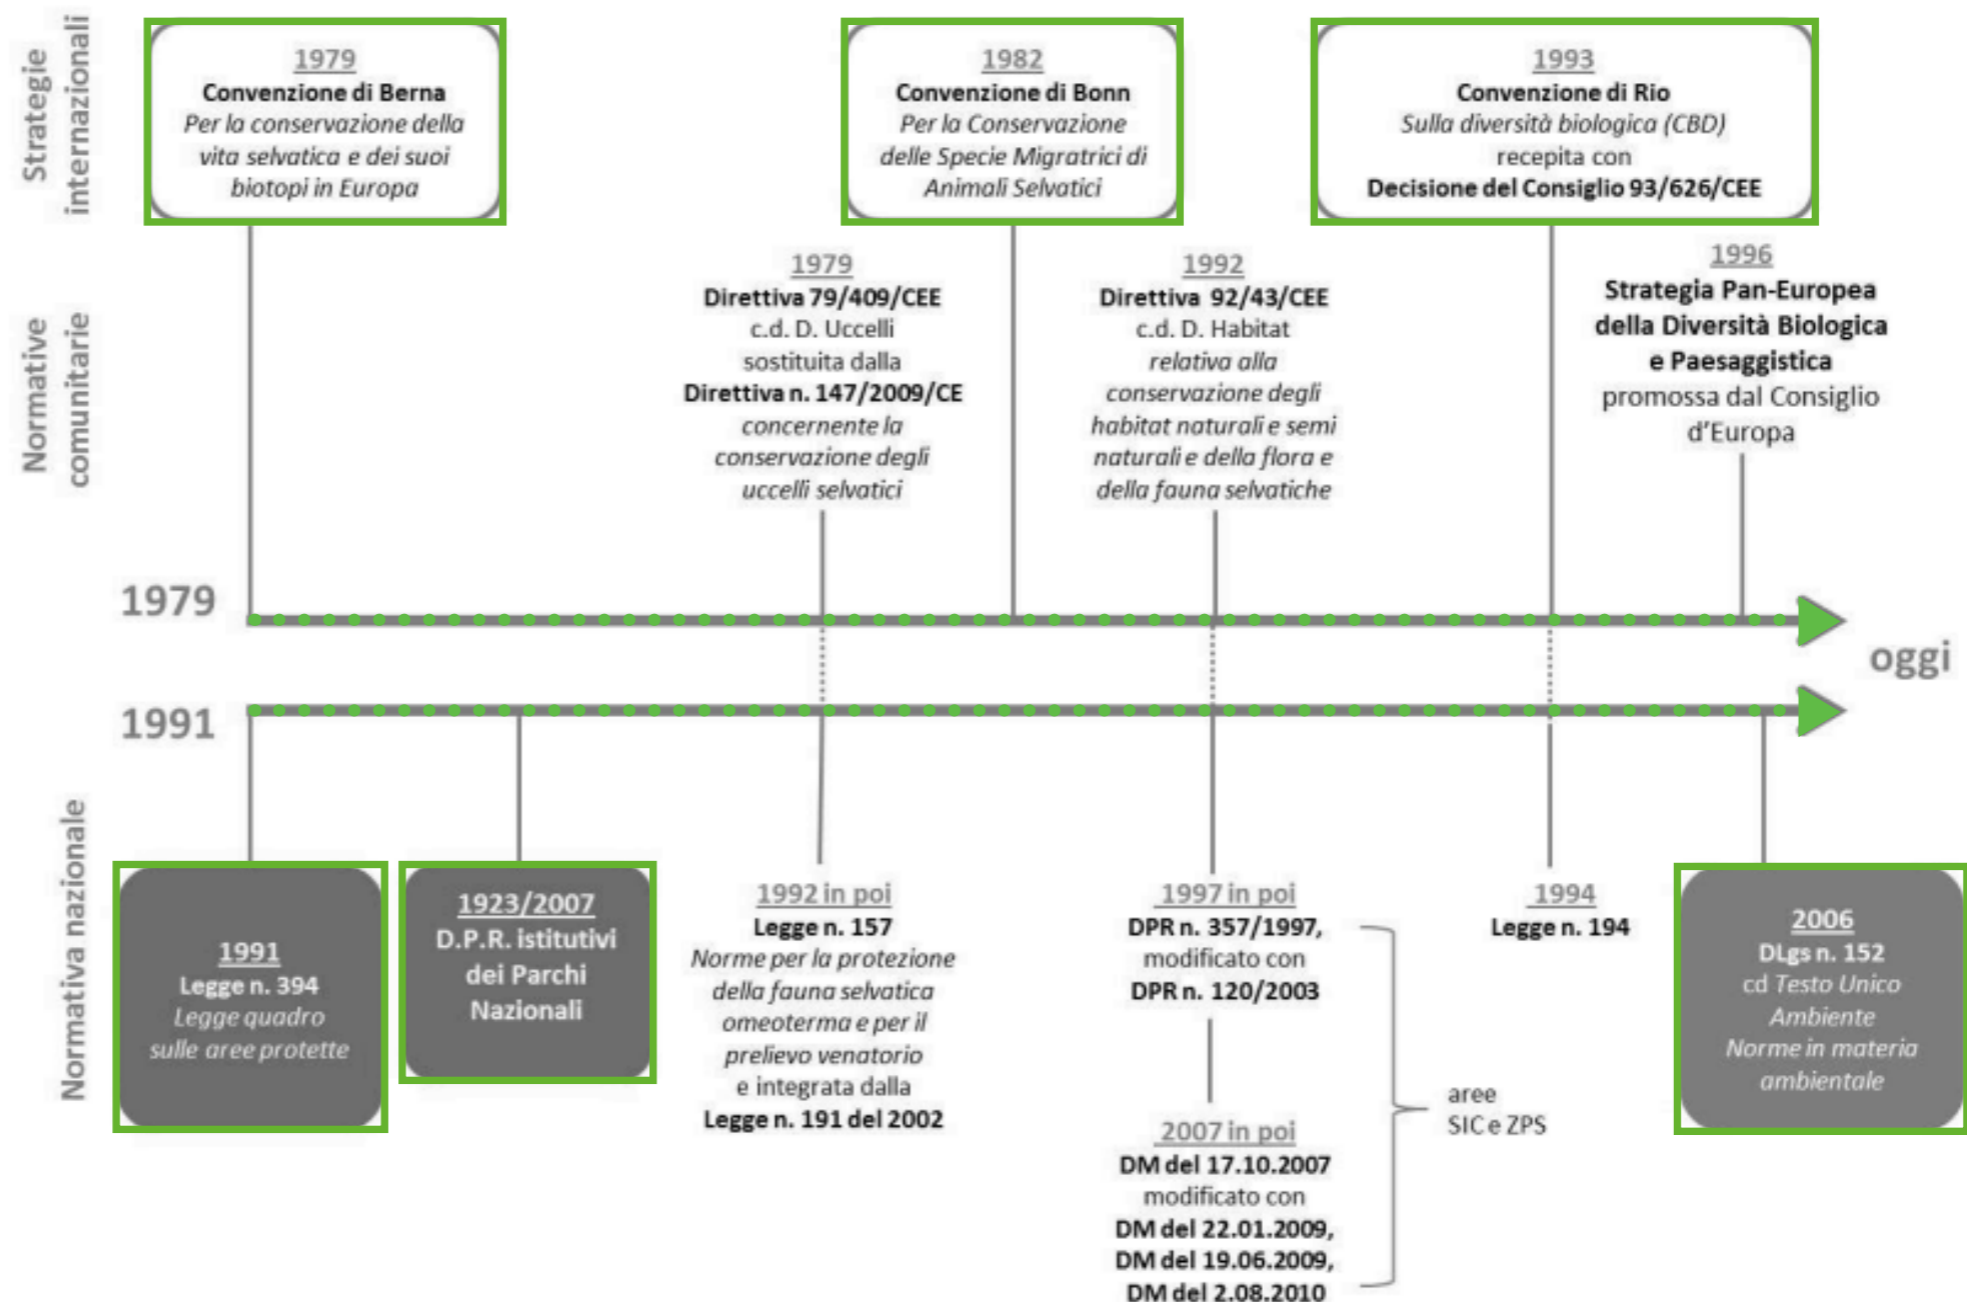 Strategie
internazionali
1979
Convenzione di Berna
Per la conservazione della
vita selvatica e dei suoi
biotopi in Europa
1982
Convenzione di Bonn
Per la Conservazione
delle Specie Migratrici di
Animali Selvatici
1993
Convenzione di Rio
Sulla diversità biologica (CBD)
recepita con
Decisione del Consiglio 93/626/CEE
Normative
comunitarie
1979
Direttiva 79/409/CEE
c.d. D. Uccelli
sostituita dalla
Direttiva n. 147/2009/CE
concernente la
conservazione degli
uccelli selvatici
1992
Direttiva 92/43/CEE
c.d. D. Habitat
relativa alla
conservazione degli
habitat naturali e semi
naturali e della flora e
della fauna selvatiche
1996
Strategia Pan-Europea
della Diversità Biologica
e Paesaggistica
promossa dal Consiglio
d'Europa
1979
oggi
1991
Normativa nazionale
1991
Legge n. 394
Legge quadro
sulle aree protette
1923/2007
D.P.R. istitutivi
dei Parchi
Nazionali
1992 in poi
Legge n. 157
Norme per la protezione
della fauna selvatica
omeoterma e per il
prelievo venatorio
e integrata dalla
Legge n. 191 del 2002
1997 in poi
DPR n. 357/1997,
modificato con
DPR n. 120/2003
2007 in poi
DM del 17.10.2007
modificato con
DM del 22.01.2009,
DM del 19.06.2009,
DM del 2.08.2010
aree
SIC e ZPS
1994
Legge n. 194
2006
DLgs n. 152
cd Testo Unico
Ambiente
Norme in materia
ambientale